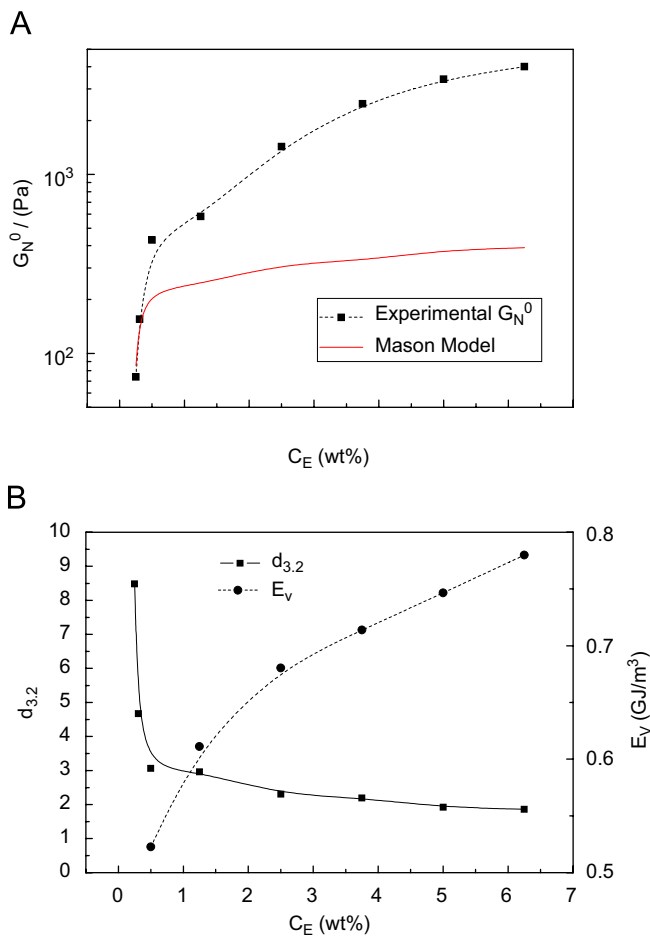 A
G_N^0 / (Pa)
10^3
10^2
Experimental G_N^0
Mason Model
C_E (wt%)
B
d_3.2
E_v
10
9
8
7
6
5
4
3
2
1
0
d_3.2
0.8
0.7
0.6
0.5
E_V (GJ/m^3)
0 1 2 3 4 5 6 7
C_E (wt%)